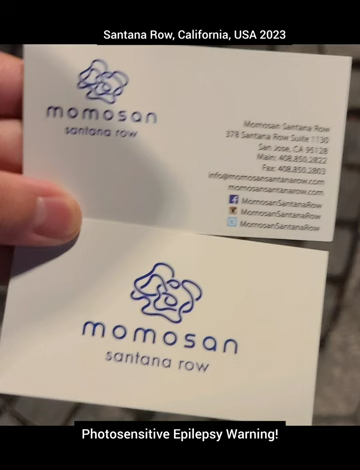 Santana Row, California, USA 2023
momosan
santana row
Momosan Santana Row
378 Santana Row Suite 1130
San Jose, CA 95128
Main: 408.850.2822
Fax: 408.850.2803
info@momosansantanarow.com
momosansantanarow.com
MomosanSantanaRow
MomosanSantanaRow
MomosanSantanaRow
momosan
santana row
Photosensitive Epilepsy Warning!